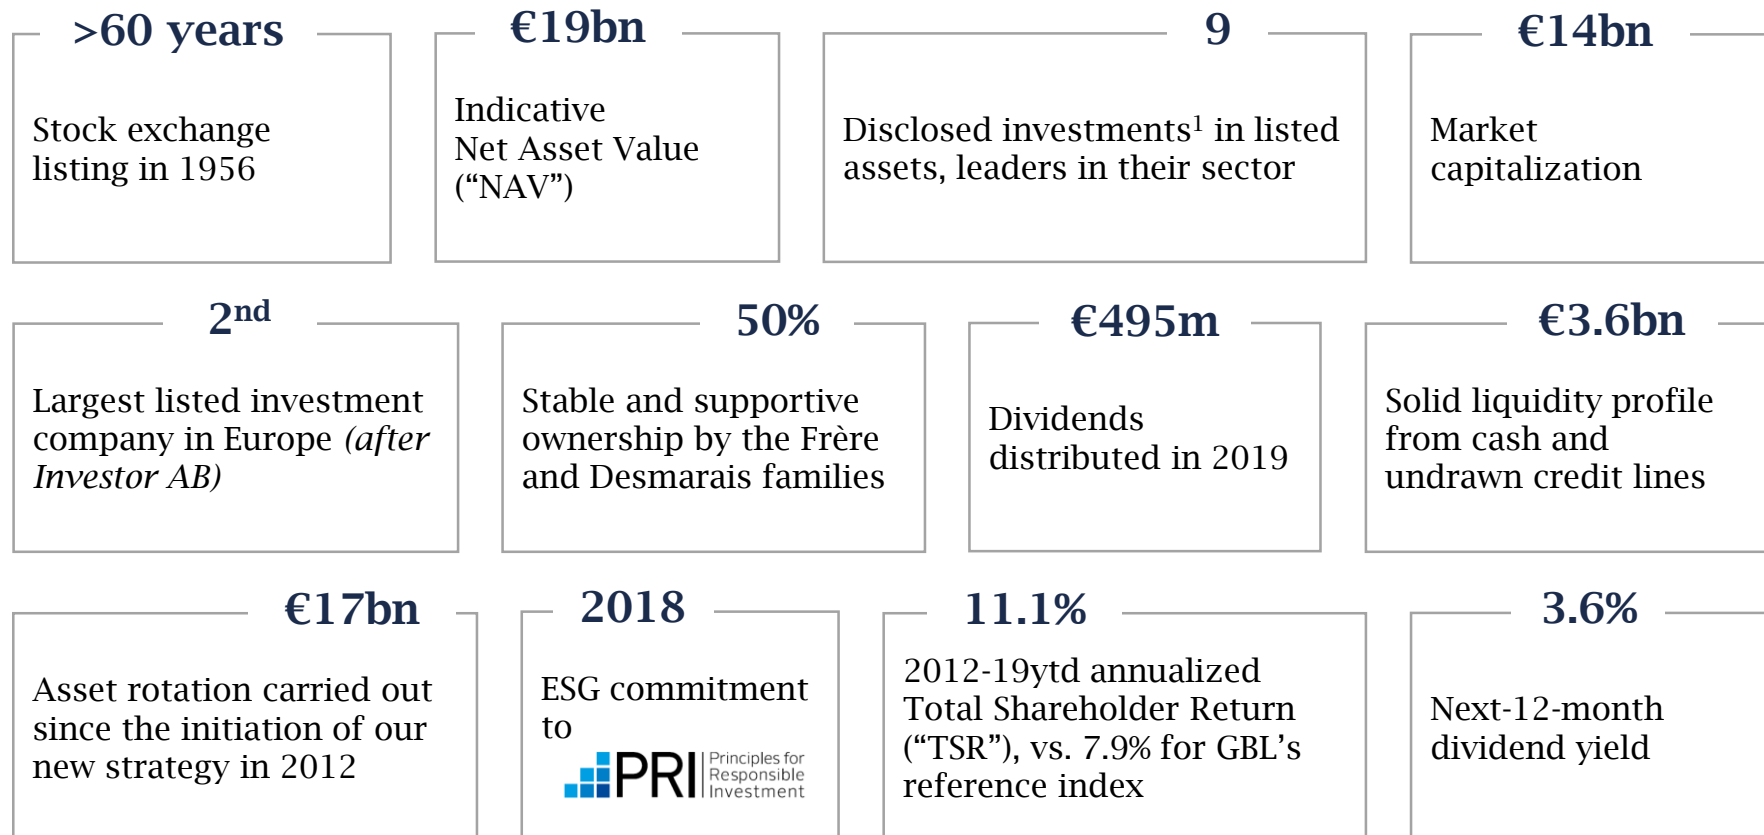 >60 years
Stock exchange
listing in 1956
€19bn
Indicative
Net Asset Value
(“NAV”)
9
Disclosed investments¹ in listed
assets, leaders in their sector
€14bn
Market
capitalization
2nd
Largest listed investment
company in Europe (after
Investor AB)
50%
Stable and supportive
ownership by the Frère
and Desmarais families
€495m
Dividends
distributed in 2019
€3.6bn
Solid liquidity profile
from cash and
undrawn credit lines
€17bn
Asset rotation carried out
since the initiation of our
new strategy in 2012
2018
ESG commitment
to
PRI
Principles for
Responsible
Investment
11.1%
2012-19ytd annualized
Total Shareholder Return
(“TSR”), vs. 7.9% for GBL’s
reference index
3.6%
Next-12-month
dividend yield